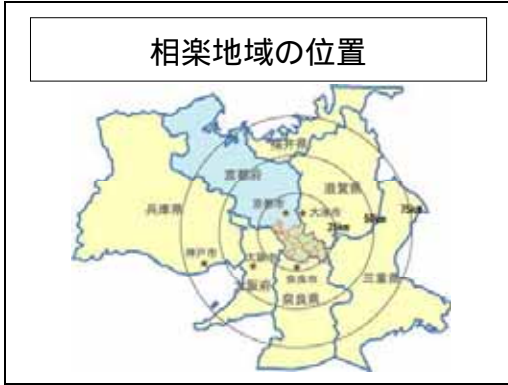 相楽地域の位置
福井県
京都府
滋賀県
兵庫県
京都市
大津市
25km
50km
75km
神戸市
大阪市
奈良市
大阪府
三重県
奈良県